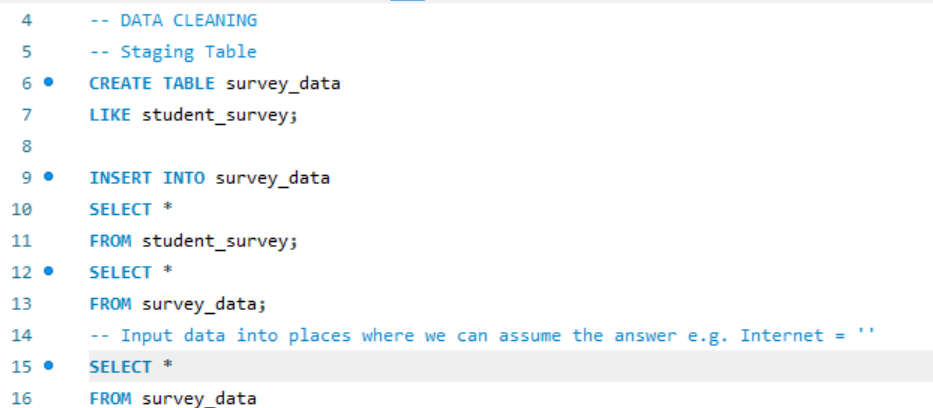 4 -- DATA CLEANING
5 -- Staging Table
6 CREATE TABLE survey_data
7 LIKE student_survey;
8
9 INSERT INTO survey_data
10 SELECT *
11 FROM student_survey;
12 SELECT *
13 FROM survey_data;
14 -- Input data into places where we can assume the answer e.g. Internet = ''
15 SELECT *
16 FROM survey_data